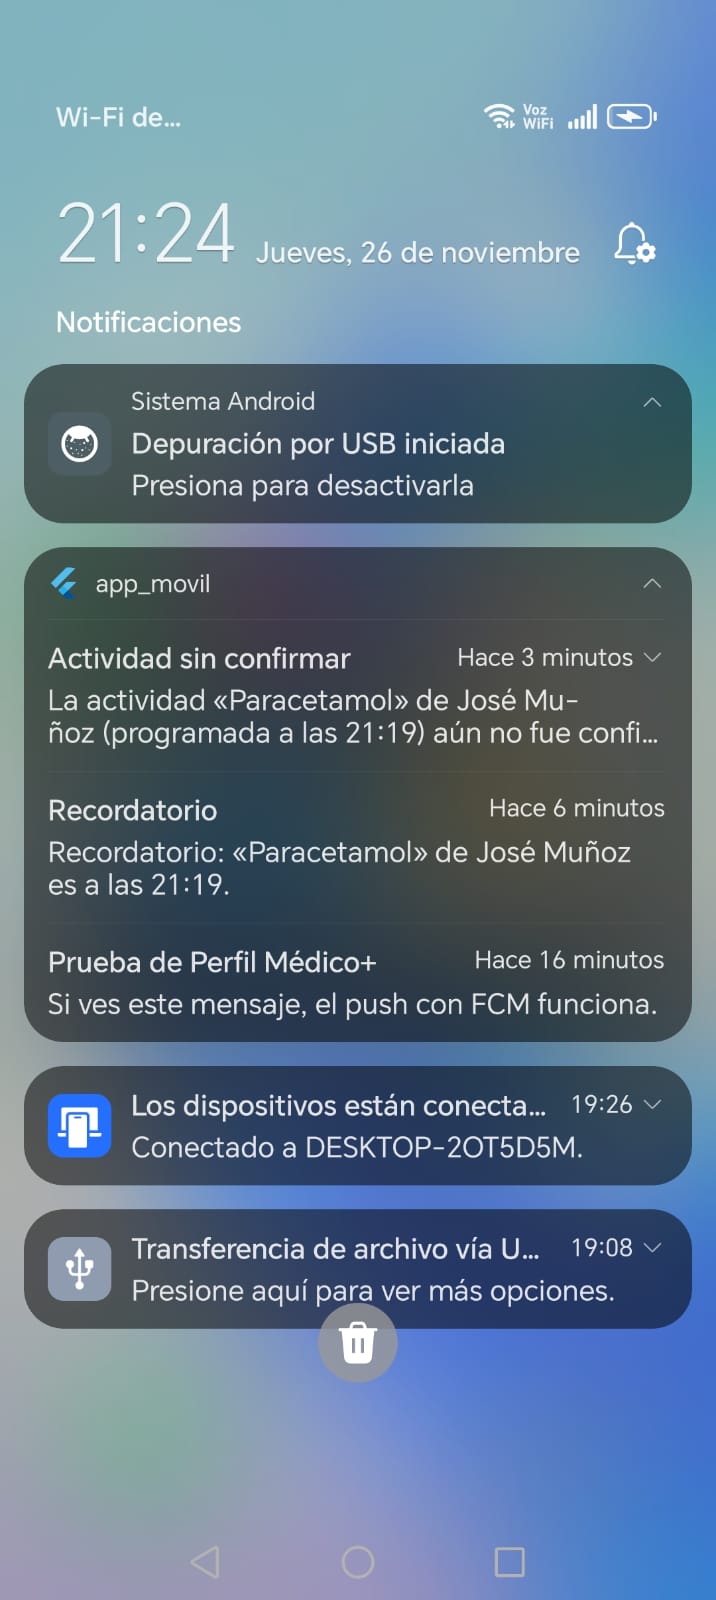 Wi-Fi de...
Voz
WiFi
21:24 Jueves, 26 de noviembre
Notificaciones
Sistema Android
Depuración por USB iniciada
Presiona para desactivarla
app_movil
Actividad sin confirmar Hace 3 minutos
La actividad «Paracetamol» de José Mu-
ñoz (programada a las 21:19) aún no fue confi...
Recordatorio Hace 6 minutos
Recordatorio: «Paracetamol» de José Muñoz
es a las 21:19.
Prueba de Perfil Médico+ Hace 16 minutos
Si ves este mensaje, el push con FCM funciona.
Los dispositivos están conecta... 19:26
Conectado a DESKTOP-2OT5D5M.
Transferencia de archivo vía U... 19:08
Presione aquí para ver más opciones.